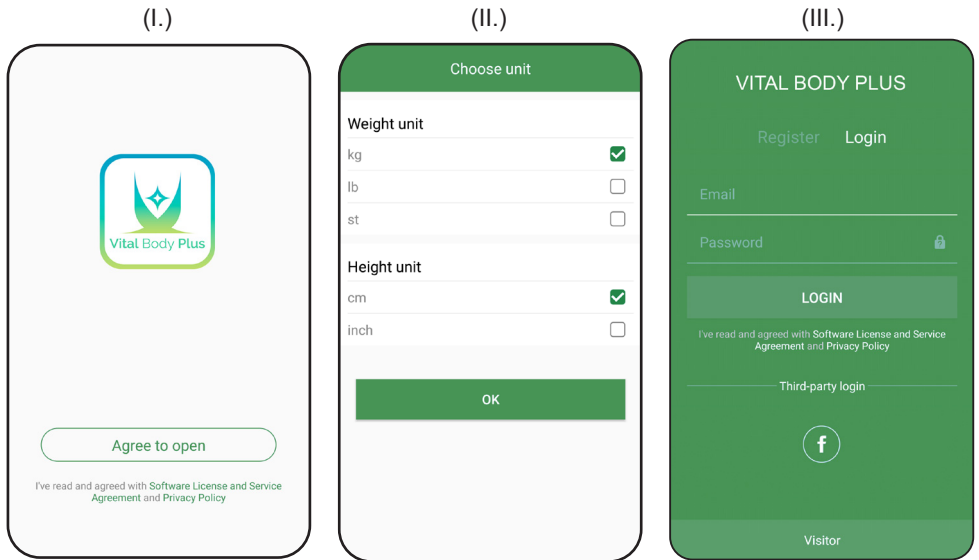 (I.)
Vital Body Plus
Agree to open
I've read and agreed with Software License and Service
Agreement and Privacy Policy
(II.)
Choose unit
Weight unit
kg
lb
st
Height unit
cm
inch
OK
(III.)
VITAL BODY PLUS
Register Login
Email
Password
LOGIN
I've read and agreed with Software License and Service
Agreement and Privacy Policy
Third-party login
f
Visitor